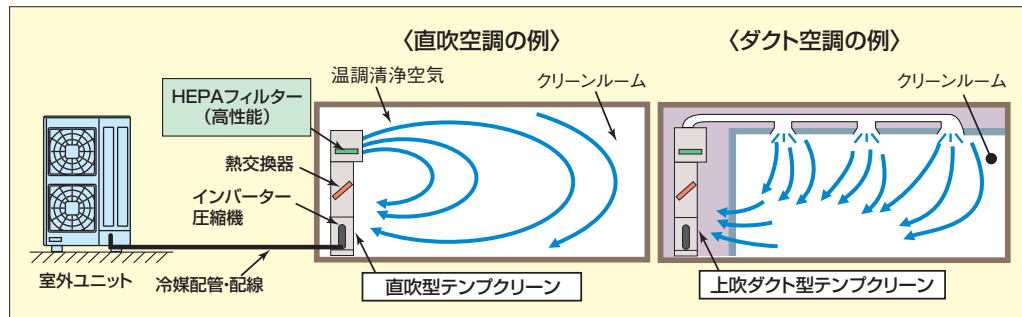 〈直吹空調の例〉
〈ダクト空調の例〉
温調清浄空気
クリーンルーム
クリーンルーム
HEPAフィルター
(高性能)
熱交換器
インバーター
圧縮機
室外ユニット
冷媒配管・配線
直吹型テンプクリーン
上吹ダクト型テンプクリーン